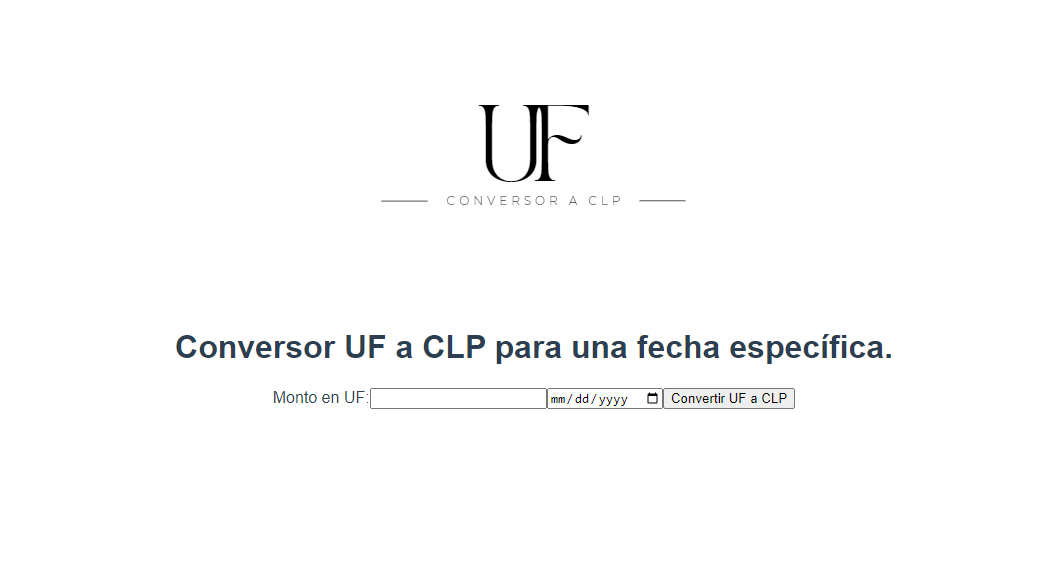 UF
CONVERSOR A CLP
Conversor UF a CLP para una fecha específica.
Monto en UF: mm/dd/yyyy Convertir UF a CLP